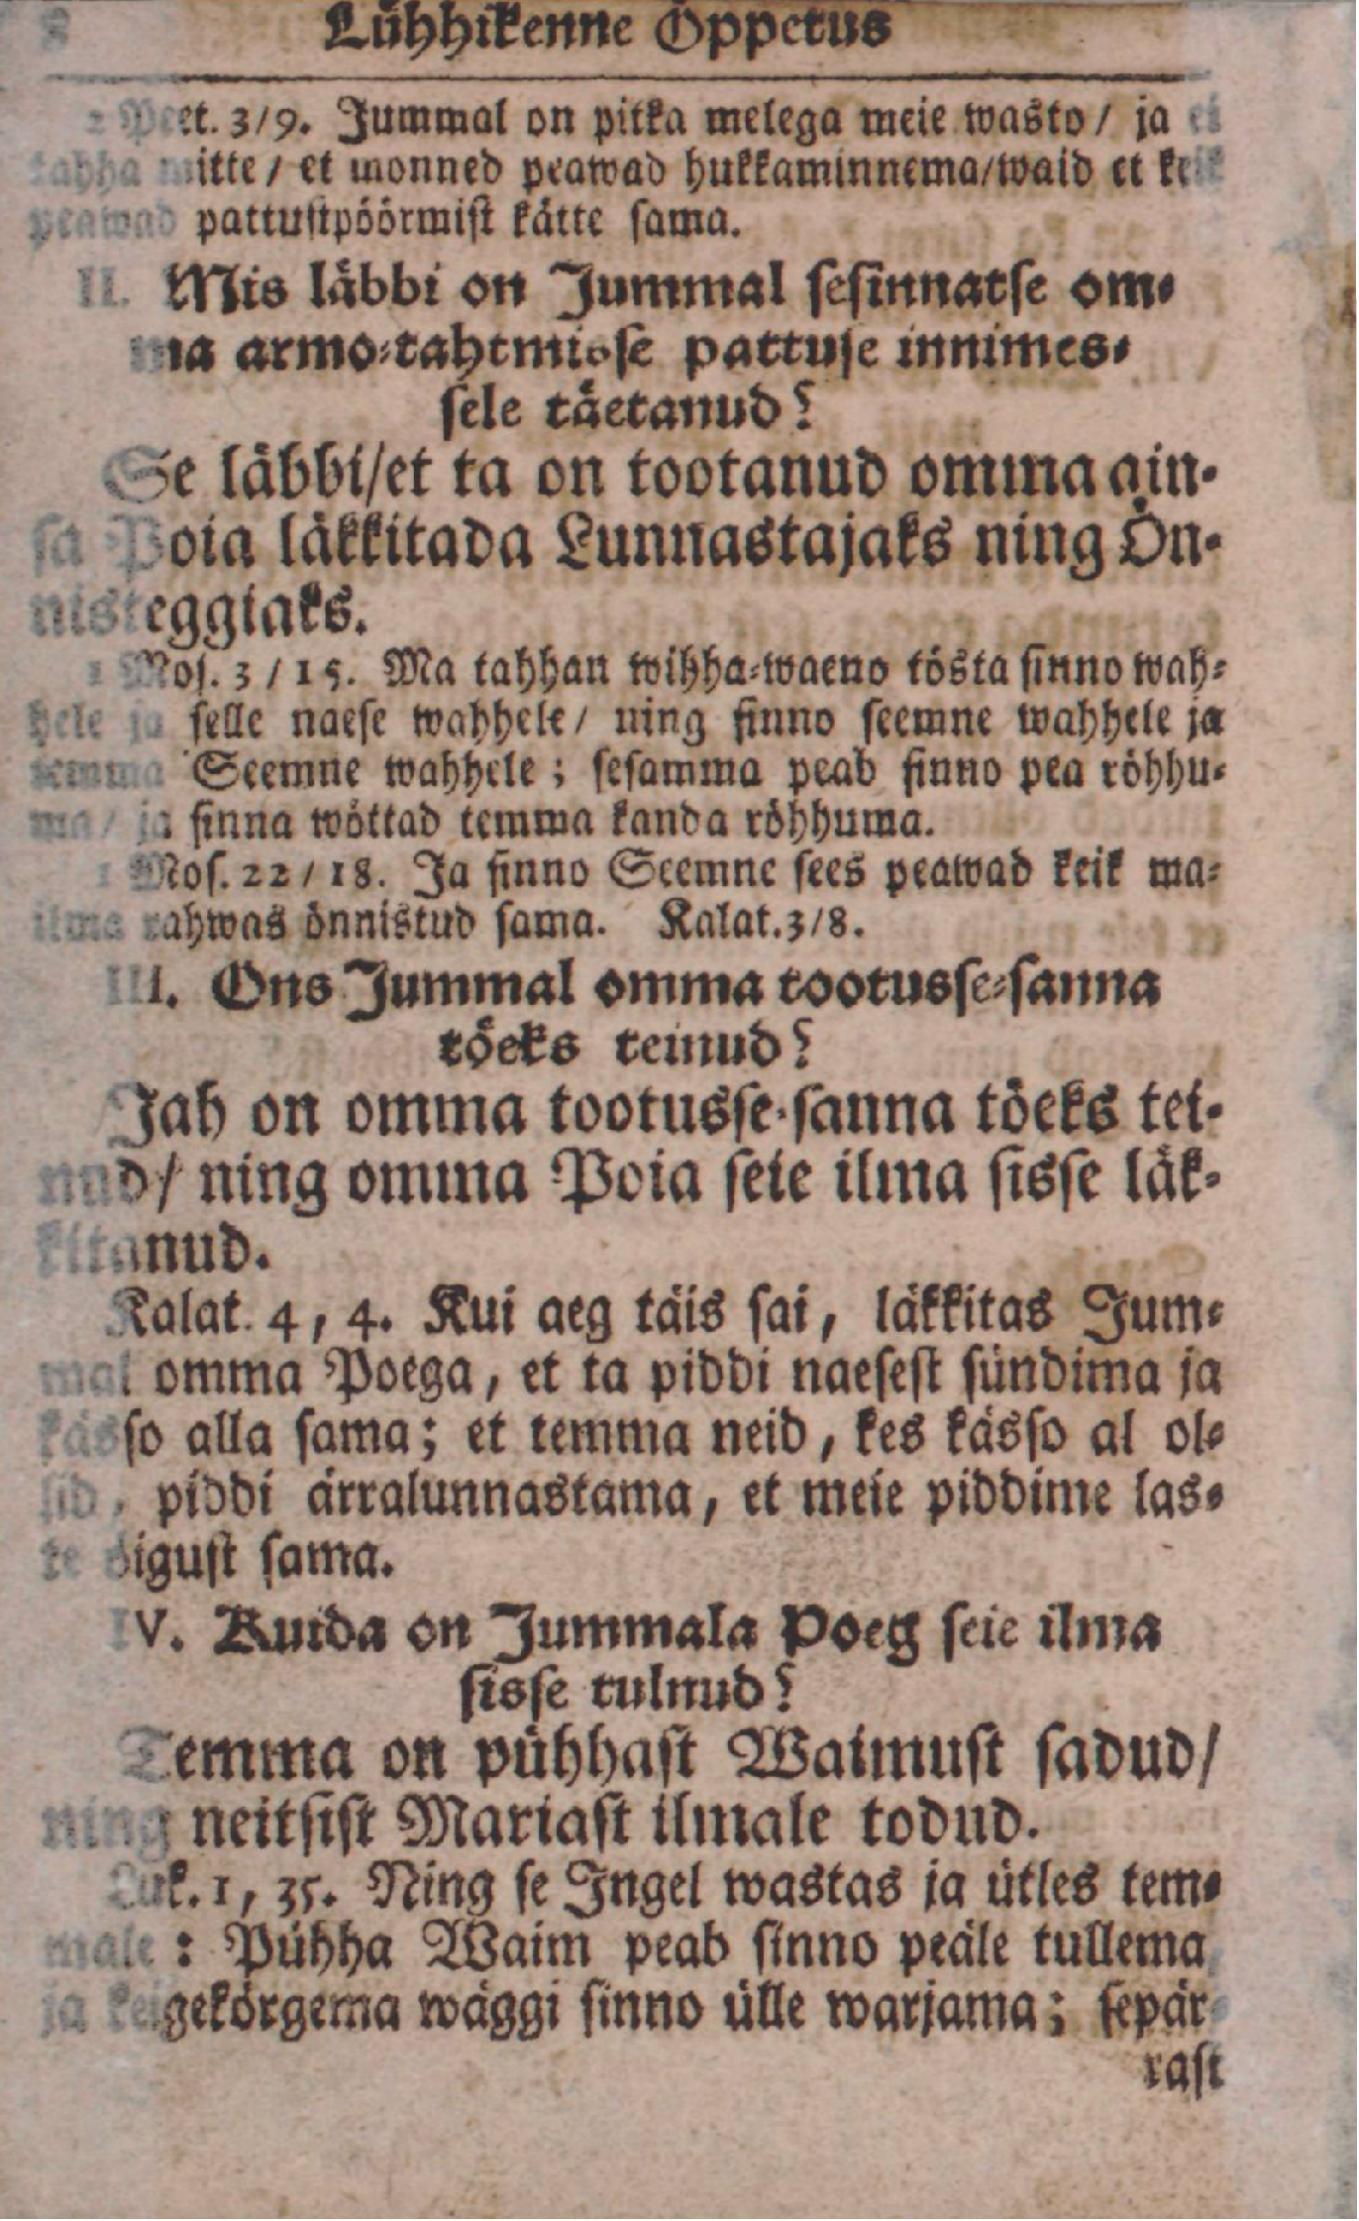 8 Lühhikenne Öppetus
2 Peet. 3/9. Jummal on pitka melega meie wasto/ ja ei
tahha mitte/ et monned peawad hukkaminnema/waid et keik
peawad pattustpöörmist kätte sama.
II. Mis läbbi on Jummal sesinnatse om-
ma armo-tahtmisse pattuse innimes-
sele täetanud?
Se läbbi/et ta on tootanud omma ain-
sa Poia läkkitada Lunnastajaks ning Ön-
nisteggiaks.
1 Mos. 3/15. Ma tahhan wihha-waeno tösta sinno wah-
hele ja selle naese wahhele/ ning sinno seemne wahhele ja
temma Seemne wahhele; sesamma peab sinno pea röhhu-
ma/ ja sinna wöttad temma kanda röhhuma.
1 Mos. 22/18. Ja sinno Seemne sees peawad keik ma-
ilma rahwas önnistud sama. Kalat.3/8.
III. Ons Jummal omma tootusse-sanna
töeks teinud?
Jah on omma tootusse-sanna töeks tei-
nud/ ning omma Poia seie ilma sisse läk-
kitanud.
Kalat. 4, 4. Kui aeg täis sai, läkkitas Jum-
mal omma Poega, et ta piddi naesest sündima ja
kässo alla sama; et temma neid, kes kässo al ol-
sid, piddi ärralunnastama, et meie piddime las-
te öigust sama.
IV. Kuida on Jummala Poeg seie ilma
sisse tulnud?
Temma on pühhast Waimust sadud/
ning neitsist Mariast ilmale todud.
Luk. 1, 35. Ning se Ingel wastas ja ütles tem-
male: Pühha Waim peab sinno peäle tullema,
ja keigekörgema wäggi sinno ülle warjama; sepär-
rast